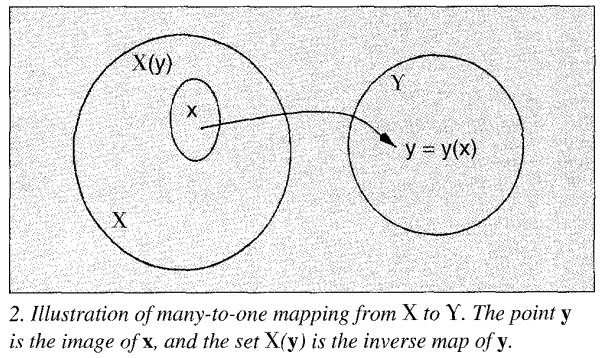 X(y)
Y
x
y = y(x)
X
2. Illustration of many-to-one mapping from X to Y. The point y
is the image of x, and the set X(y) is the inverse map of y.